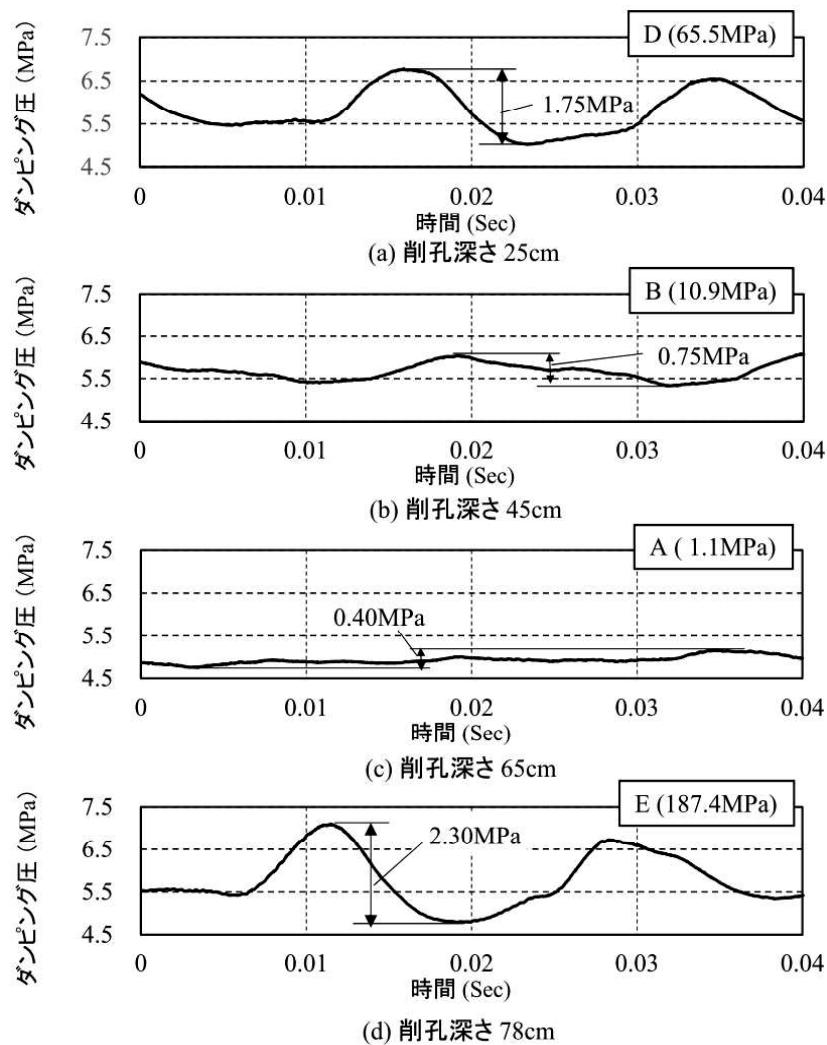 ダンピング圧 (MPa)
7.5
6.5
5.5
4.5
D (65.5MPa)
1.75MPa
0 0.01 0.02 0.03 0.04
時間 (Sec)
(a) 削孔深さ 25cm
ダンピング圧 (MPa)
7.5
6.5
5.5
4.5
B (10.9MPa)
0.75MPa
0 0.01 0.02 0.03 0.04
時間 (Sec)
(b) 削孔深さ 45cm
ダンピング圧 (MPa)
7.5
6.5
5.5
4.5
A ( 1.1MPa)
0.40MPa
0 0.01 0.02 0.03 0.04
時間 (Sec)
(c) 削孔深さ 65cm
ダンピング圧 (MPa)
7.5
6.5
5.5
4.5
E (187.4MPa)
2.30MPa
0 0.01 0.02 0.03 0.04
時間 (Sec)
(d) 削孔深さ 78cm